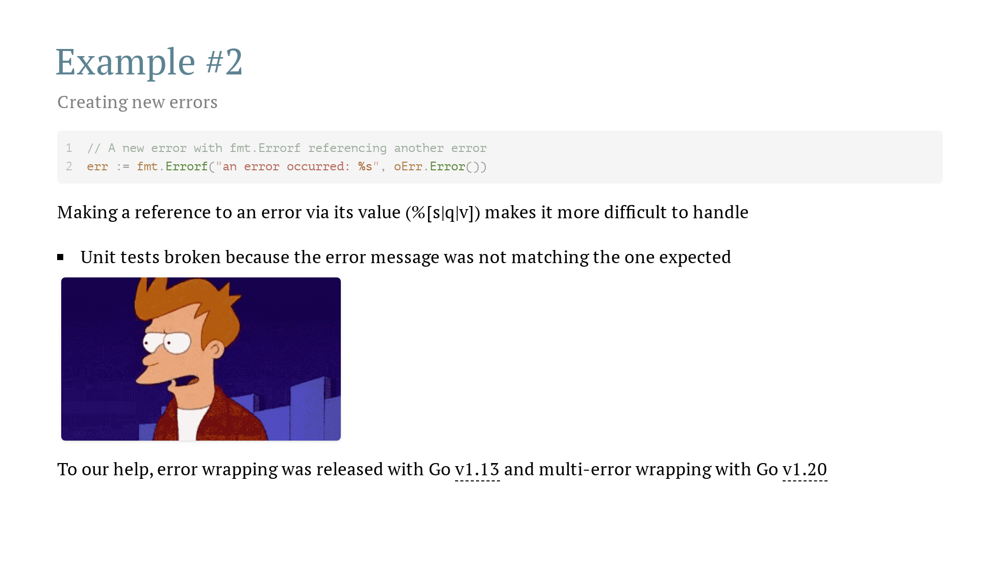 Example #2
Creating new errors
1 // A new error with fmt.Errorf referencing another error
2 err := fmt.Errorf("an error occurred: %s", oErr.Error())
Making a reference to an error via its value (%[s|q|v]) makes it more difficult to handle
▪ Unit tests broken because the error message was not matching the one expected
To our help, error wrapping was released with Go v1.13 and multi-error wrapping with Go v1.20